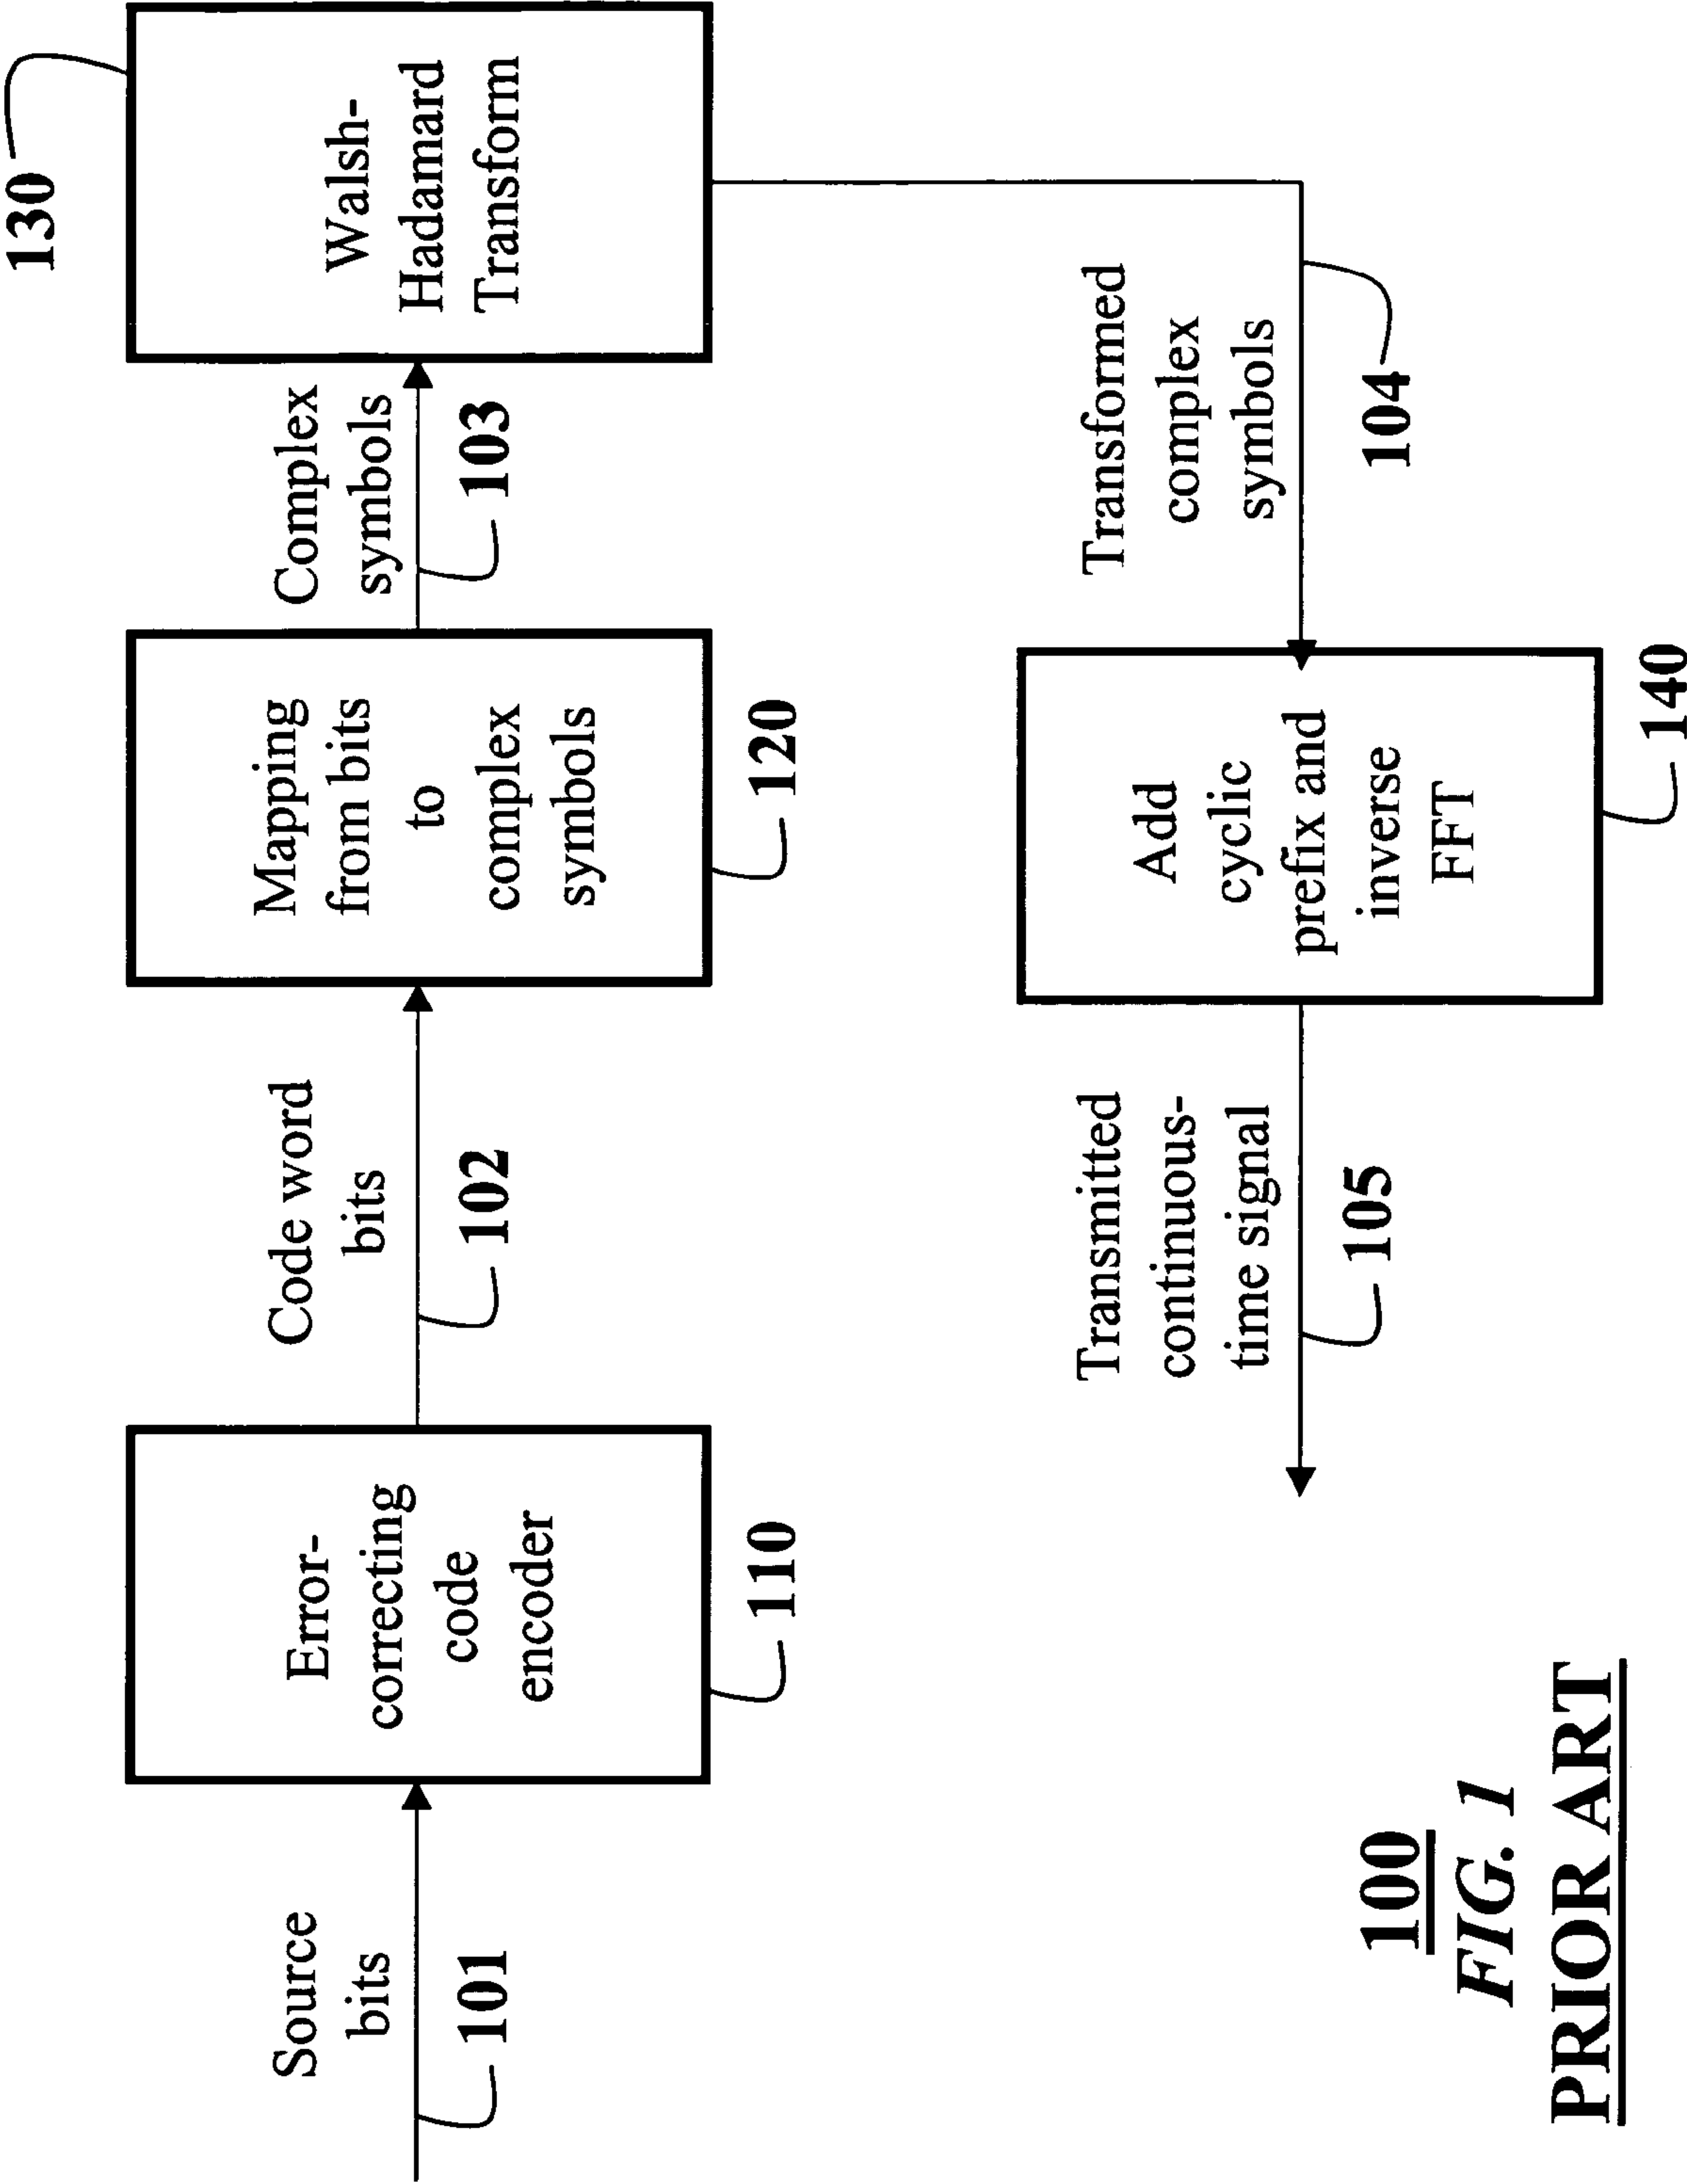 Source
bits
101
Error-
correcting
code
encoder
110
Code word
bits
102
Mapping
from bits
to
complex
symbols
120
Complex
symbols
103
Walsh-
Hadamard
Transform
130
Transformed
complex
symbols
104
Add
cyclic
prefix and
inverse
FFT
140
Transmitted
continuous-
time signal
105
100
FIG. 1
PRIOR ART